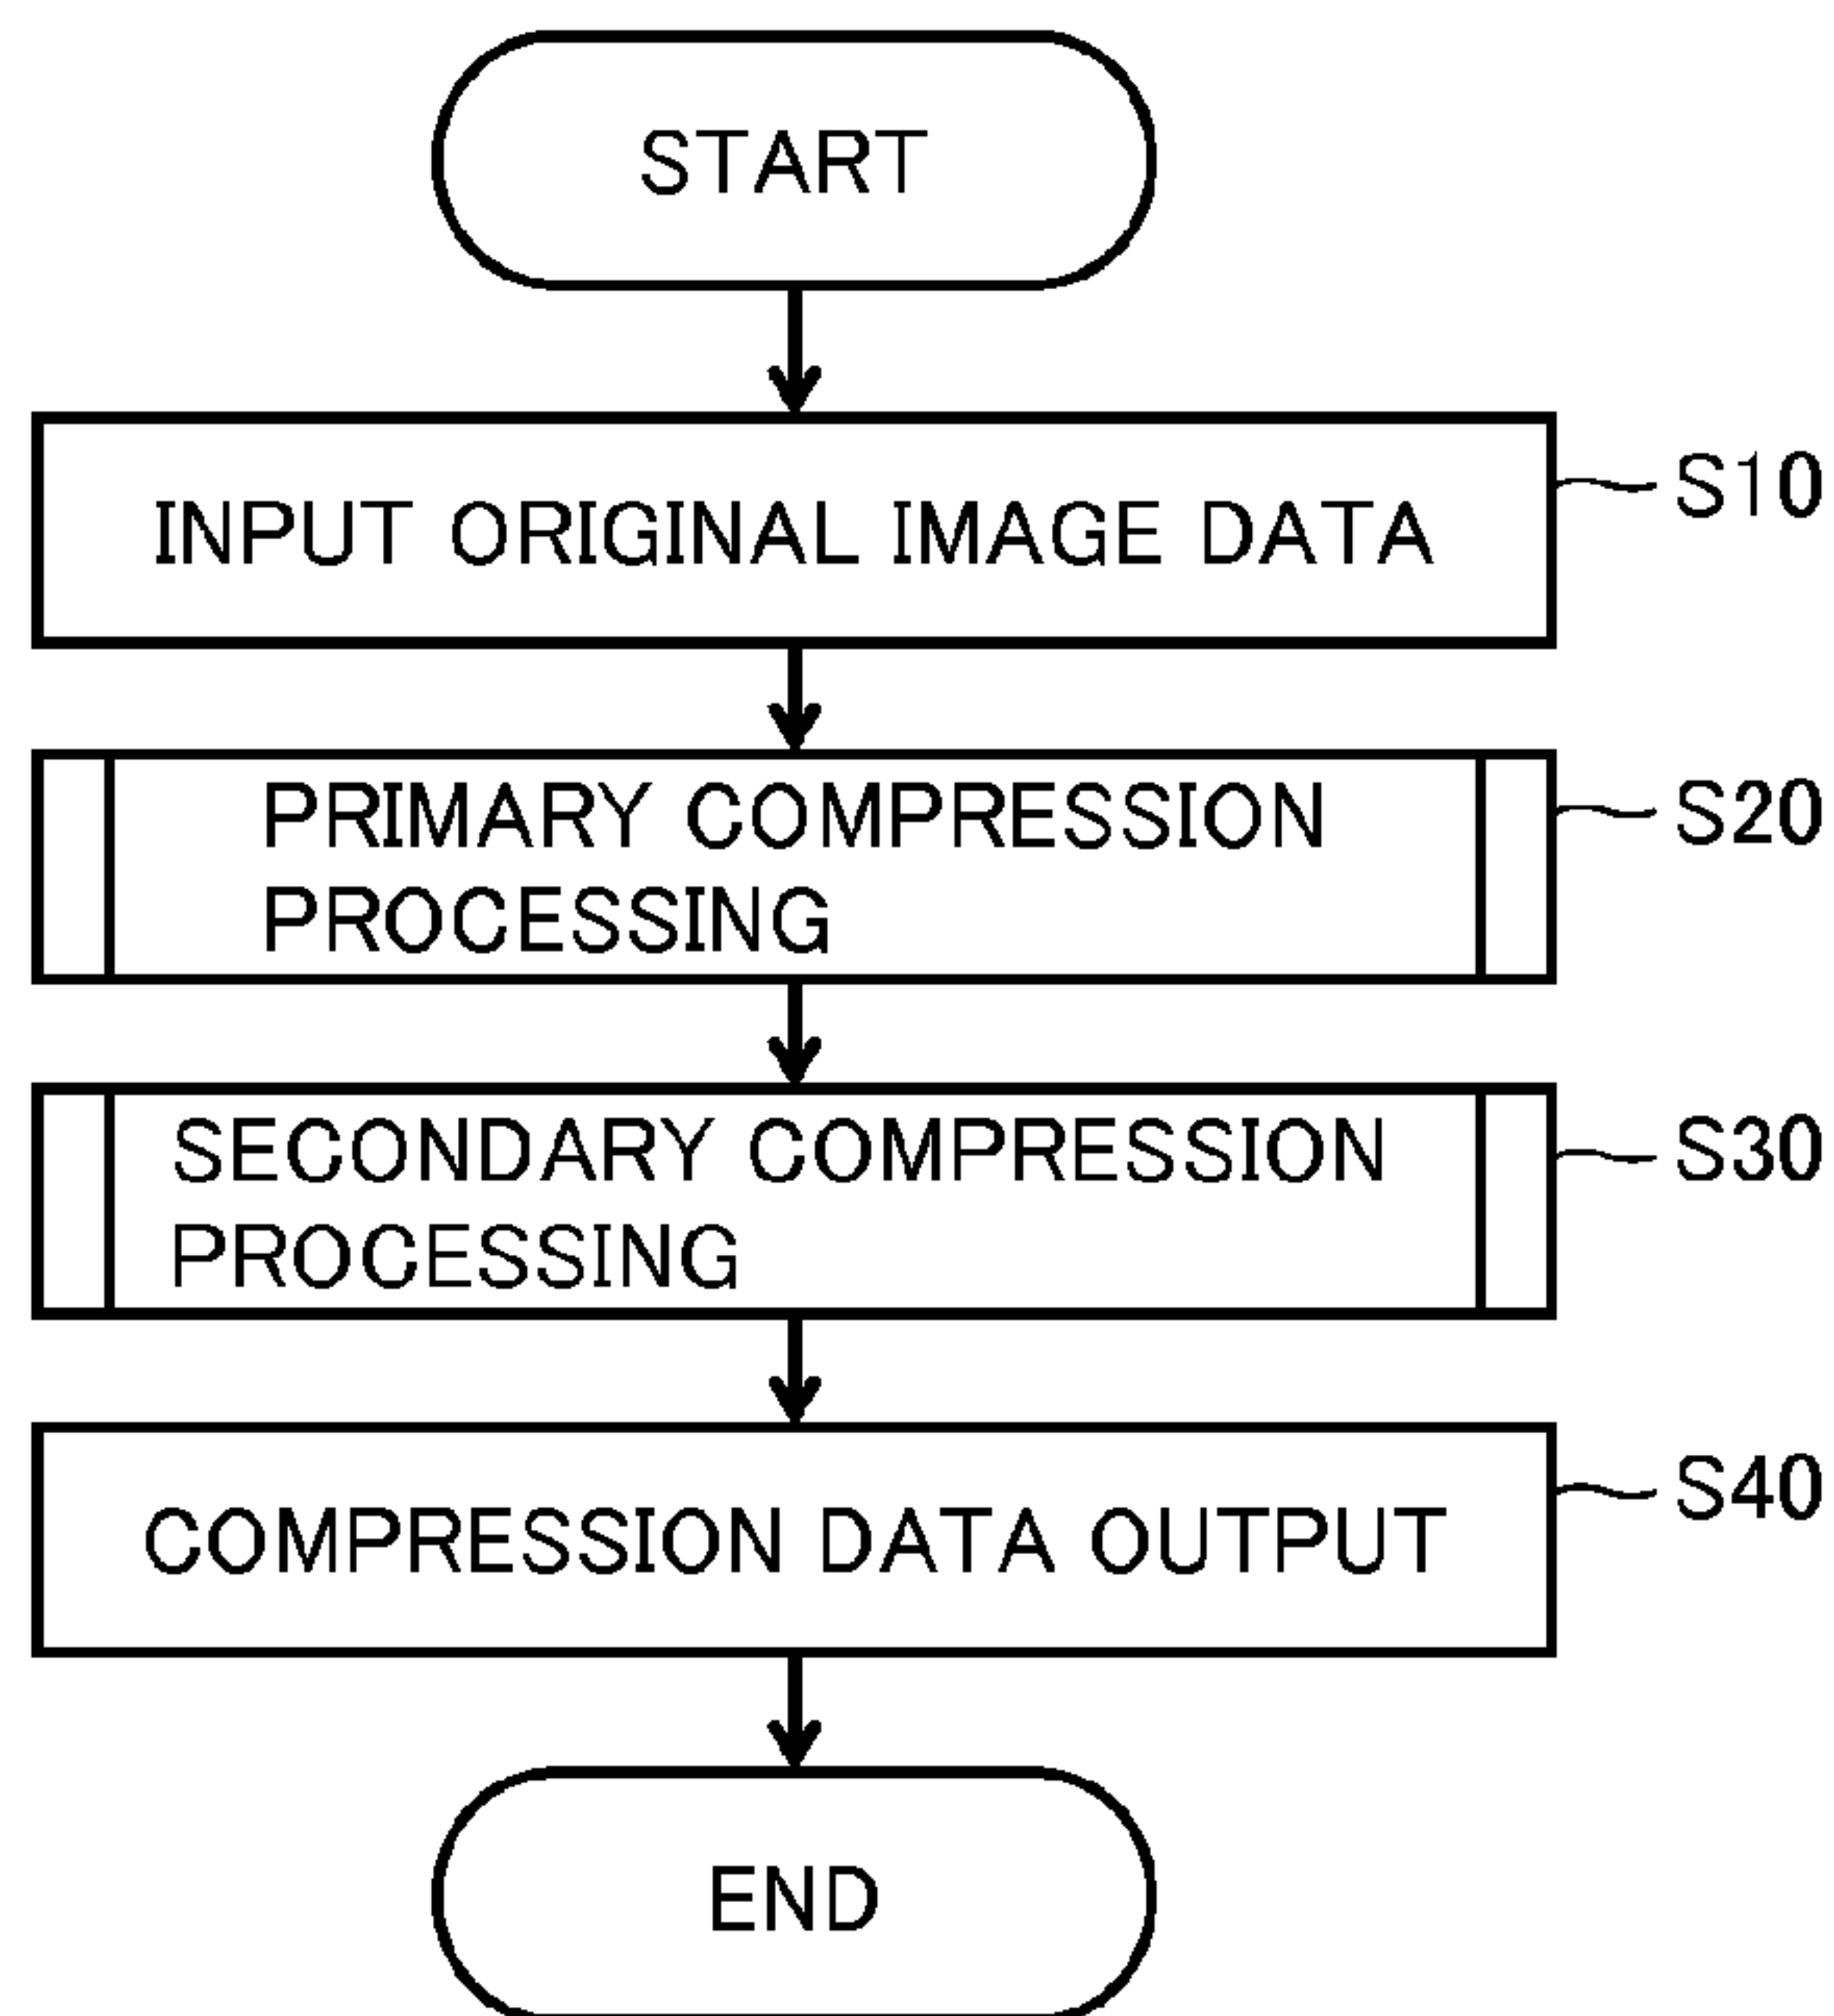 START
INPUT ORIGINAL IMAGE DATA
S10
PRIMARY COMPRESSION
PROCESSING
S20
SECONDARY COMPRESSION
PROCESSING
S30
COMPRESSION DATA OUTPUT
S40
END